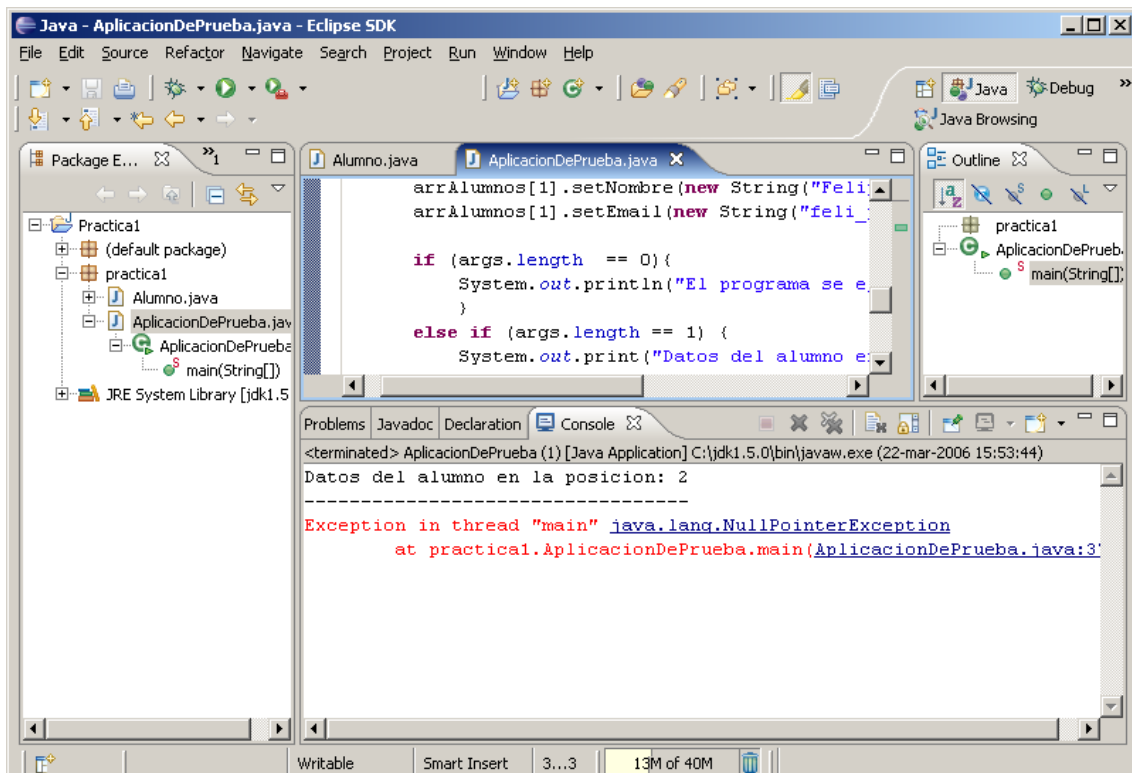 Java - AplicacionDePrueba.java - Eclipse SDK
File Edit Source Refactor Navigate Search Project Run Window Help
Java Debug »
Java Browsing
Package E... »1
Practica1
(default package)
practica1
Alumno.java
AplicacionDePrueba.jav
AplicacionDePrueba
main(String[])
JRE System Library [jdk1.5
Alumno.java AplicacionDePrueba.java
arrAlumnos[1].setNombre(new String("Feli
arrAlumnos[1].setEmail(new String("feli_
if (args.length == 0){
System.out.println("El programa se e
}
else if (args.length == 1) {
System.out.print("Datos del alumno e
Outline
practica1
AplicacionDePrueb
main(String[])
Problems Javadoc Declaration Console
<terminated> AplicacionDePrueba (1) [Java Application] C:\jdk1.5.0\bin\javaw.exe (22-mar-2006 15:53:44)
Datos del alumno en la posicion: 2
-----------------------------------
Exception in thread "main" java.lang.NullPointerException
at practica1.AplicacionDePrueba.main(AplicacionDePrueba.java:3
Writable Smart Insert 3...3 13M of 40M